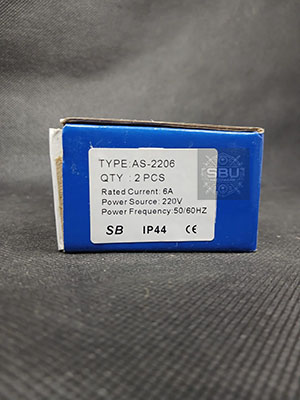 TYPE:AS-2206
QTY : 2 PCS
Rated Current: 6A
Power Source: 220V
Power Frequency:50/60HZ
SB IP44 CE
SBU